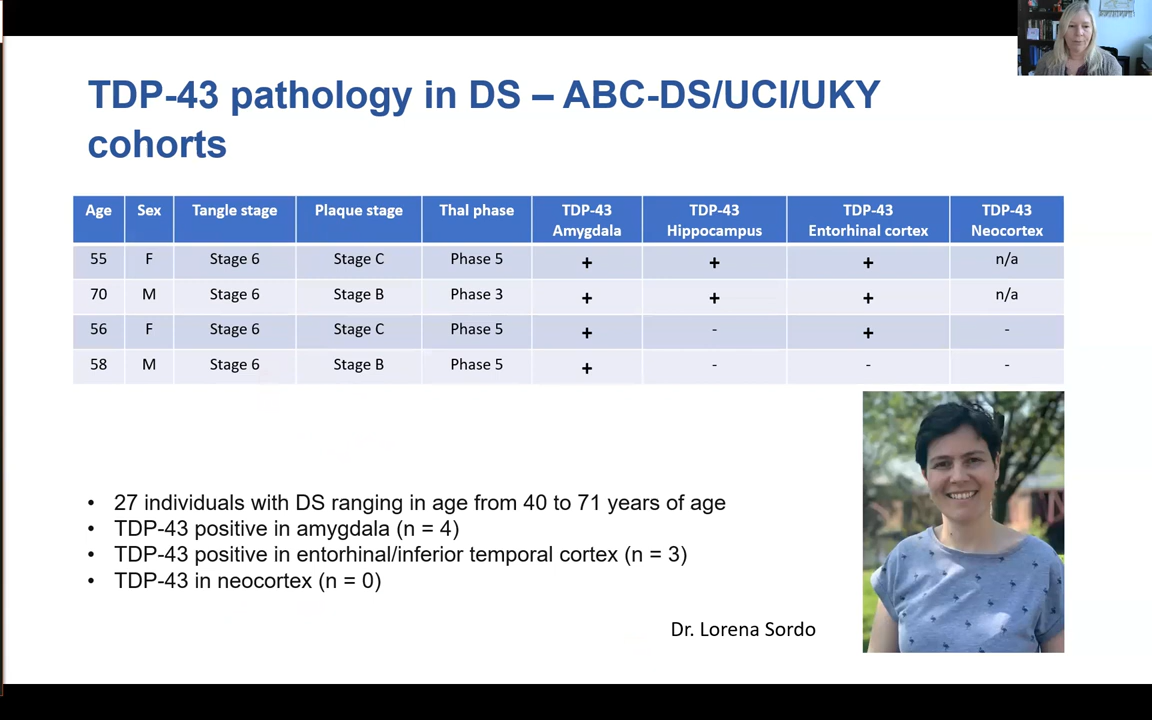 TDP-43 pathology in DS – ABC-DS/UCI/UKY
cohorts
Age Sex Tangle stage Plaque stage Thal phase TDP-43 Amygdala TDP-43 Hippocampus TDP-43 Entorhinal cortex TDP-43 Neocortex
55 F Stage 6 Stage C Phase 5 + + + n/a
70 M Stage 6 Stage B Phase 3 + + + n/a
56 F Stage 6 Stage C Phase 5 + - + -
58 M Stage 6 Stage B Phase 5 + - - -
• 27 individuals with DS ranging in age from 40 to 71 years of age
• TDP-43 positive in amygdala (n = 4)
• TDP-43 positive in entorhinal/inferior temporal cortex (n = 3)
• TDP-43 in neocortex (n = 0)
Dr. Lorena Sordo